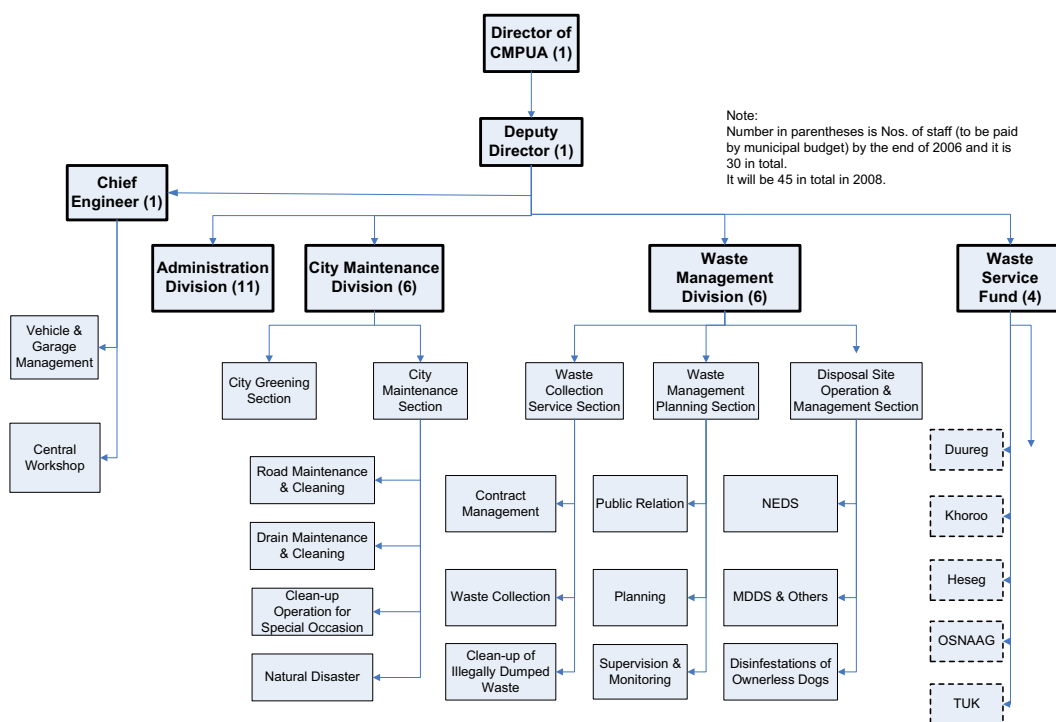 Director of
CMPUA (1)
Deputy
Director (1)
Note:
Number in parentheses is Nos. of staff (to be paid
by municipal budget) by the end of 2006 and it is
30 in total.
It will be 45 in total in 2008.
Chief
Engineer (1)
Administration
Division (11)
City Maintenance
Division (6)
Waste
Management
Division (6)
Waste
Service
Fund (4)
Vehicle &
Garage
Management
Central
Workshop
City Greening
Section
City
Maintenance
Section
Waste
Collection
Service Section
Waste
Management
Planning Section
Disposal Site
Operation &
Management Section
Road Maintenance
& Cleaning
Drain Maintenance
& Cleaning
Clean-up
Operation for
Special Occasion
Natural Disaster
Contract
Management
Waste Collection
Clean-up of
Illegally Dumped
Waste
Public Relation
Planning
Supervision &
Monitoring
NEDS
MDDS & Others
Disinfestations of
Ownerless Dogs
Duureg
Khoroo
Heseg
OSNAAG
TUK